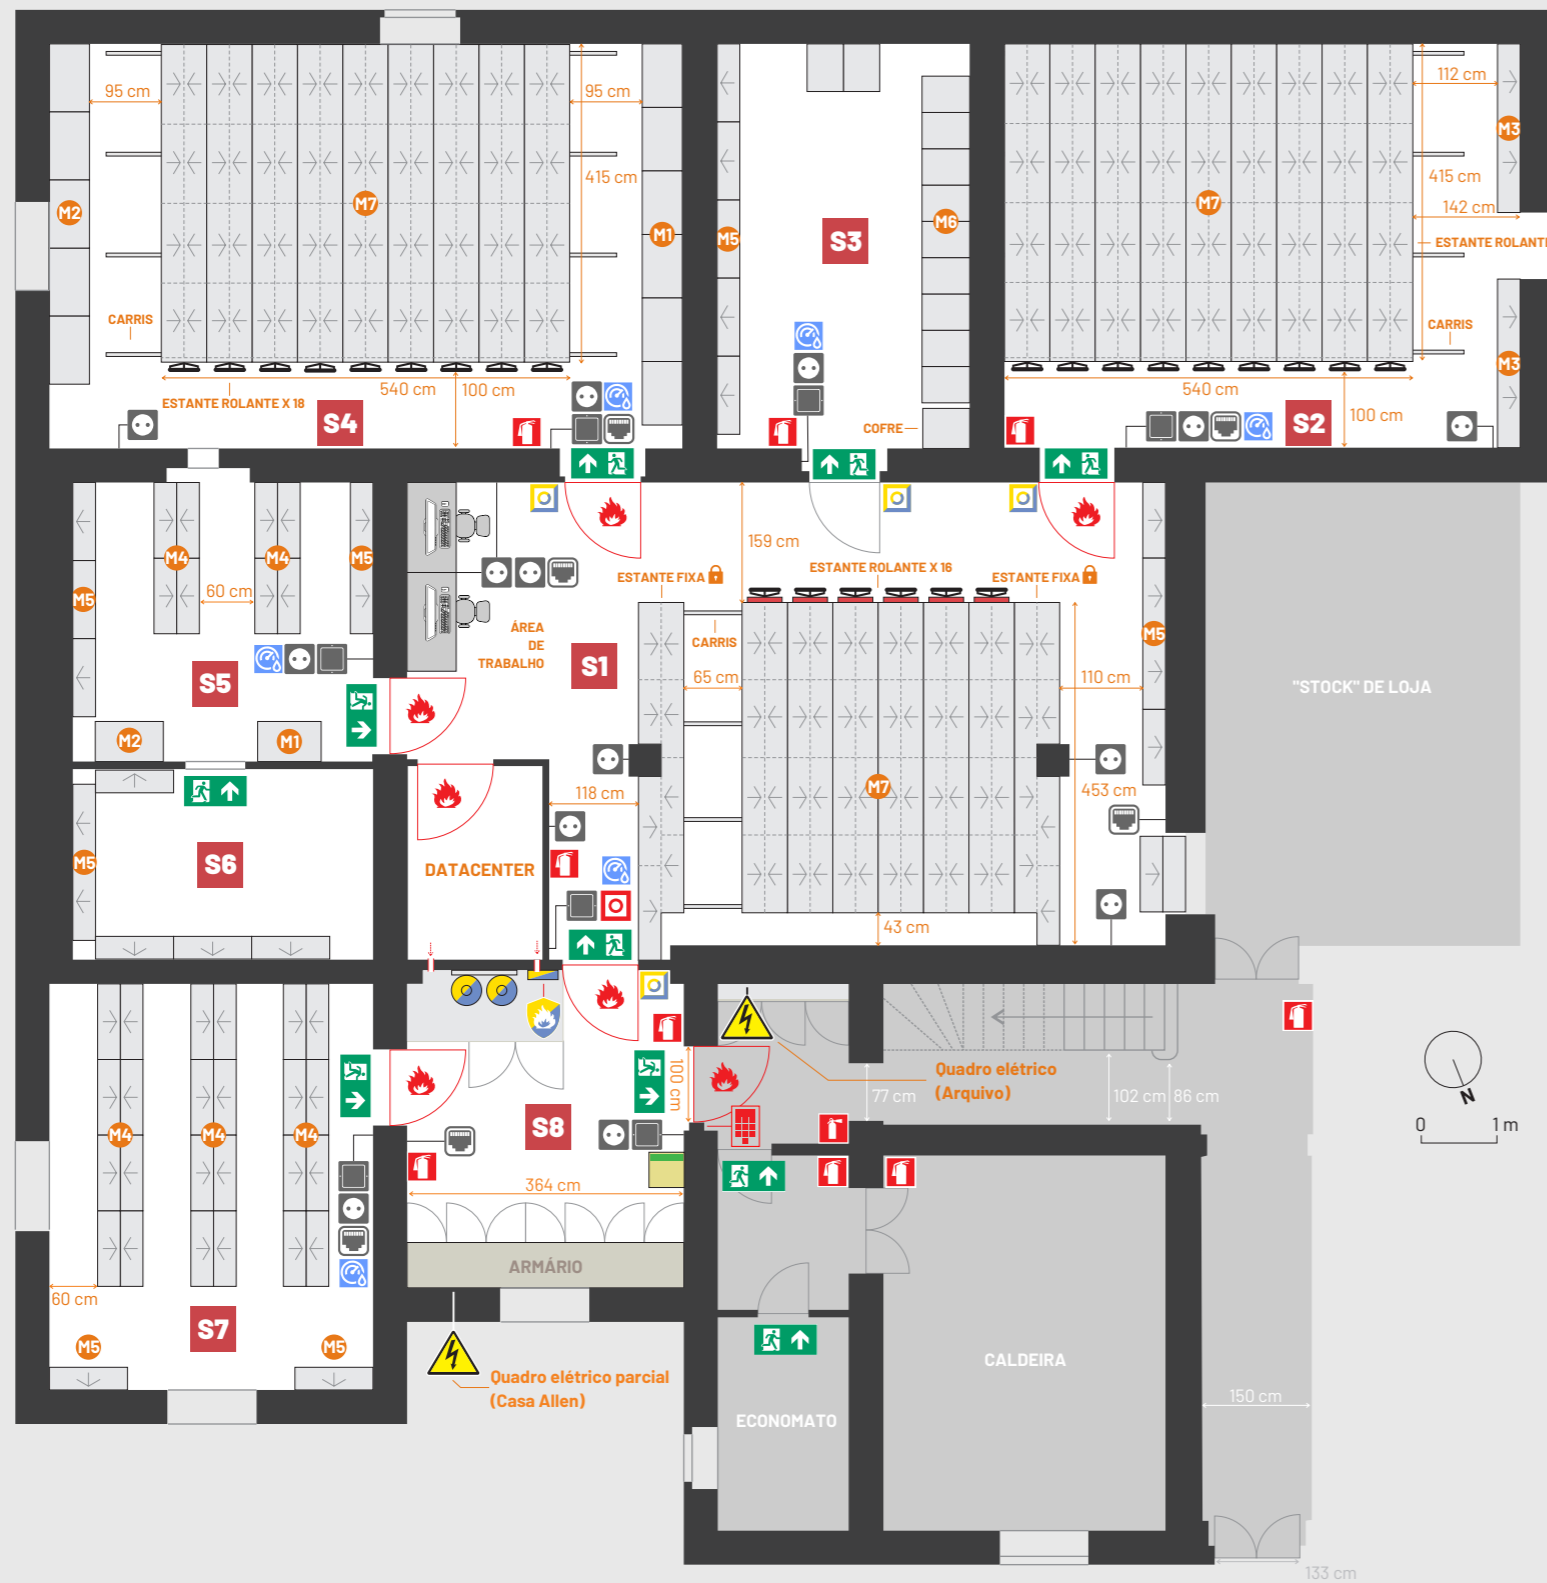 95 cm
95 cm
112 cm
M3
415 cm
415 cm
M7
M7
142 cm
M2
M6
M1
M5
S3
ESTANTE ROLANTE
CARRIS
CARRIS
M3
540 cm
100 cm
540 cm
100 cm
ESTANTE ROLANTE X 18
S4
COFRE
S2
159 cm
M4
M4
M5
ESTANTE ROLANTE X 16
ESTANTE FIXA
ESTANTE FIXA
60 cm
M5
ÁREA
DE
TRABALHO
CARRIS
M5
S1
S5
65 cm
110 cm
"STOCK" DE LOJA
M2
M1
118 cm
M7
453 cm
M5
S6
DATACENTER
43 cm
Quadro elétrico
(Arquivo)
100 cm
77 cm
102 cm
86 cm
N
0
1 m
M4
M4
M4
S8
364 cm
ARMÁRIO
60 cm
S7
M5
M5
Quadro elétrico parcial
(Casa Allen)
CALDEIRA
ECONOMATO
150 cm
133 cm